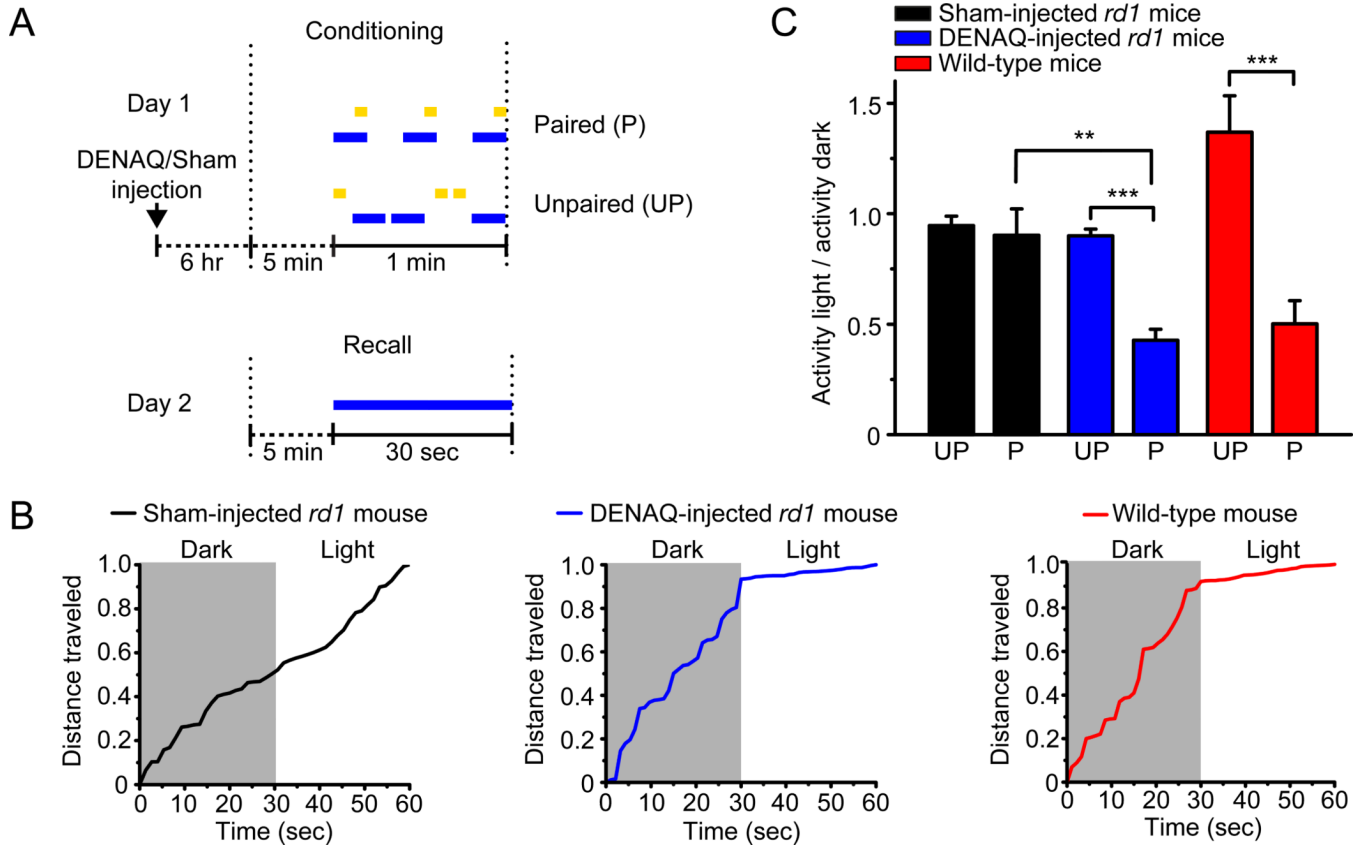 A
Conditioning
Day 1
Paired (P)
DENAQ/Sham
injection
Unpaired (UP)
6 hr
5 min
1 min
Recall
Day 2
5 min
30 sec
C
Sham-injected rd1 mice
DENAQ-injected rd1 mice
Wild-type mice
Activity light / activity dark
1.5
1.0
0.5
0
**
***
***
UP
P
UP
P
UP
P
B
Sham-injected rd1 mouse
Dark
Light
Distance traveled
1.0
0.8
0.6
0.4
0.2
0
0 10 20 30 40 50 60
Time (sec)
DENAQ-injected rd1 mouse
Dark
Light
Distance traveled
1.0
0.8
0.6
0.4
0.2
0
0 10 20 30 40 50 60
Time (sec)
Wild-type mouse
Dark
Light
Distance traveled
1.0
0.8
0.6
0.4
0.2
0
0 10 20 30 40 50 60
Time (sec)